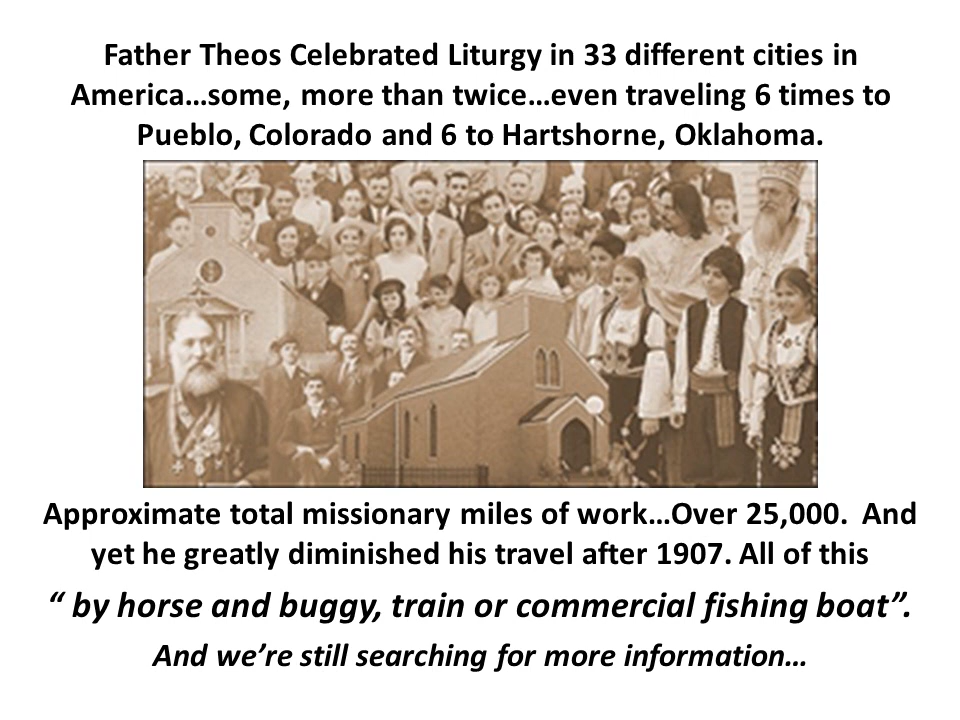 Father Theos Celebrated Liturgy in 33 different cities in
America…some, more than twice…even traveling 6 times to
Pueblo, Colorado and 6 to Hartshorne, Oklahoma.
Approximate total missionary miles of work…Over 25,000.  And
yet he greatly diminished his travel after 1907. All of this
“ by horse and buggy, train or commercial fishing boat”.
And we’re still searching for more information…